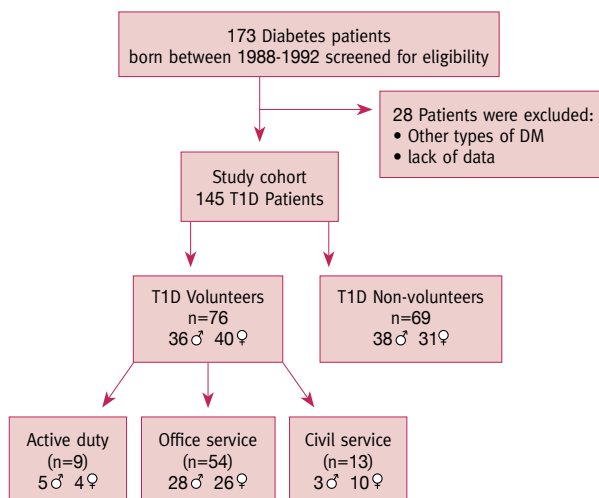 173 Diabetes patients
born between 1988-1992 screened for eligibility
28 Patients were excluded:
• Other types of DM
• lack of data
Study cohort
145 T1D Patients
T1D Volunteers
n=76
36♂ 40♀
T1D Non-volunteers
n=69
38♂ 31♀
Active duty
(n=9)
5♂ 4♀
Office service
(n=54)
28♂ 26♀
Civil service
(n=13)
3♂ 10♀